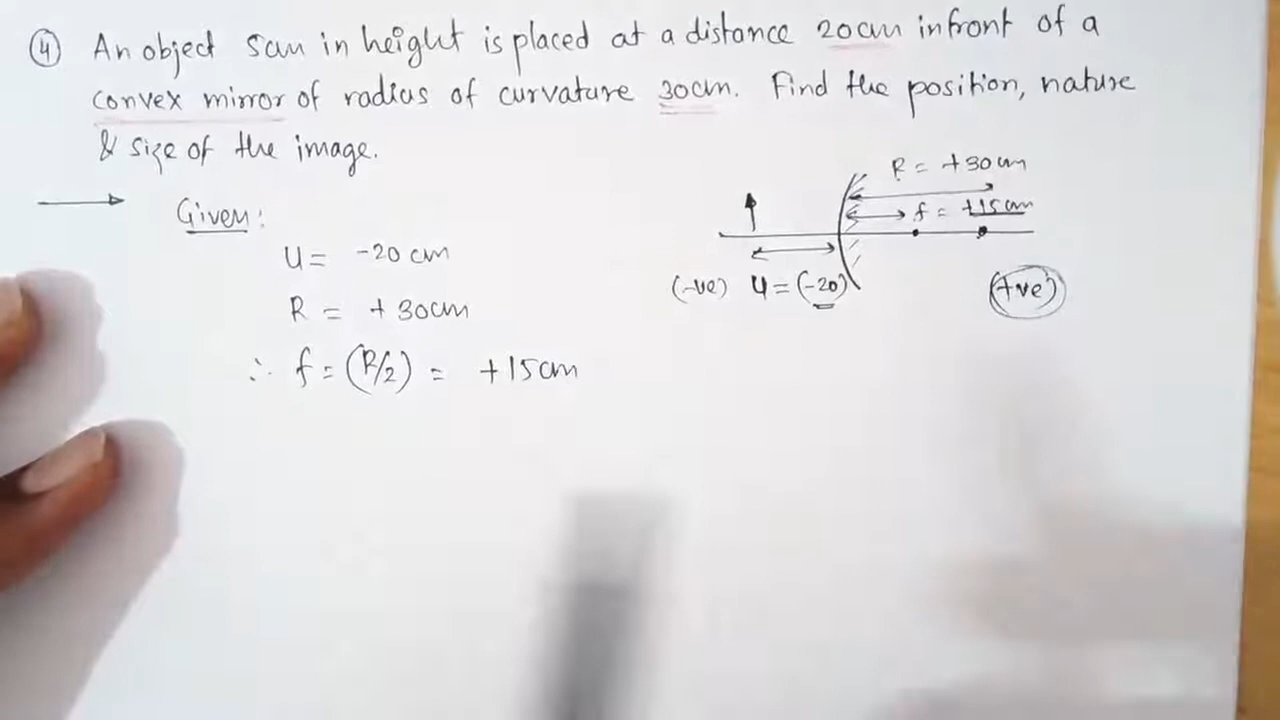 ④ An object 5cm in height is placed at a distance 20cm infront of a
convex mirror of radius of curvature 30cm. Find the position, nature
& size of the image.
Given:
R = +30cm
f = +15cm
u = -20 cm
(-ve) u = (-20)
(+ve)
R = +30cm
∴ f = (R/2) = +15cm